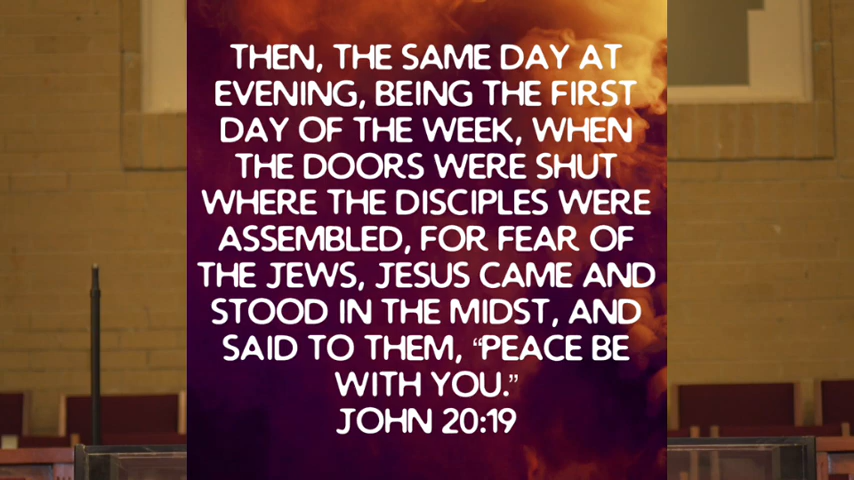 THEN, THE SAME DAY AT
EVENING, BEING THE FIRST
DAY OF THE WEEK, WHEN
THE DOORS WERE SHUT
WHERE THE DISCIPLES WERE
ASSEMBLED, FOR FEAR OF
THE JEWS, JESUS CAME AND
STOOD IN THE MIDST, AND
SAID TO THEM, “PEACE BE
WITH YOU.”
JOHN 20:19